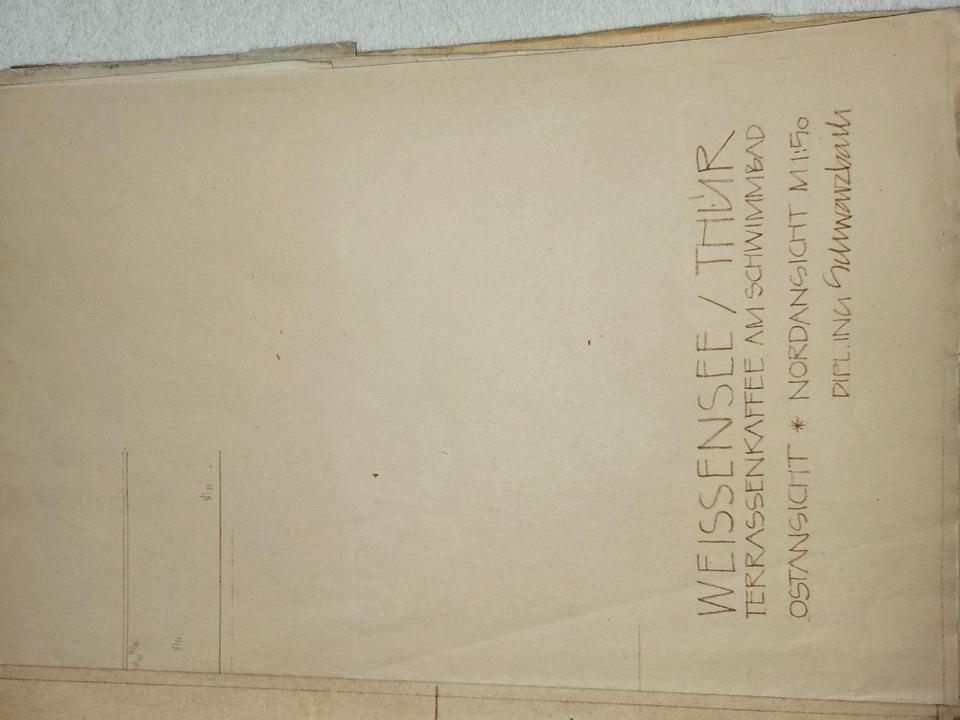 WEISSENSEE / THÜR
TERRASSENKAFFEE AM SCHWIMMBAD
OSTANSICHT * NORDANSICHT M 1:50
DIPL.ING Schwarzbach